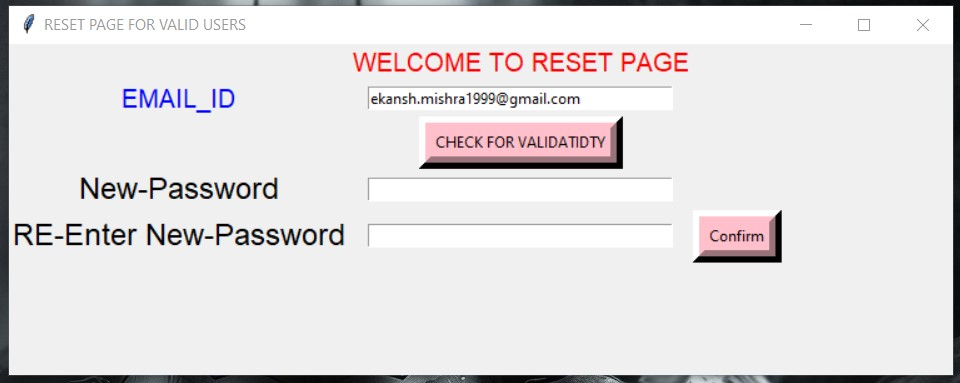 RESET PAGE FOR VALID USERS
WELCOME TO RESET PAGE
EMAIL_ID
ekansh.mishra1999@gmail.com
CHECK FOR VALIDATIDTY
New-Password
RE-Enter New-Password
Confirm